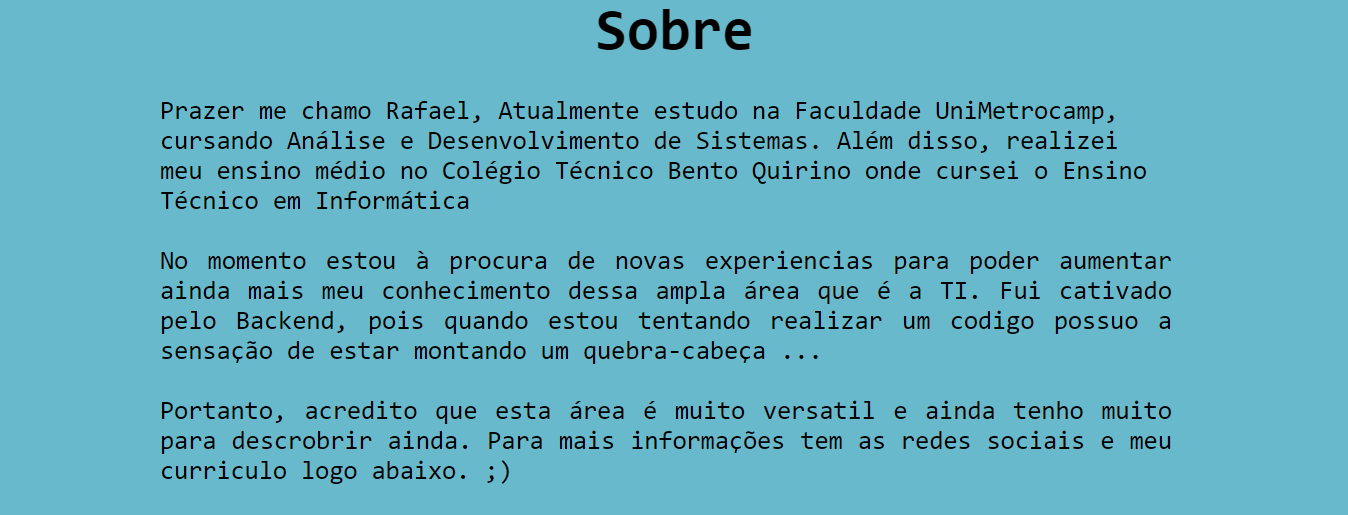 Sobre
Prazer me chamo Rafael, Atualmente estudo na Faculdade UniMetrocamp,
cursando Análise e Desenvolvimento de Sistemas. Além disso, realizei
meu ensino médio no Colégio Técnico Bento Quirino onde cursei o Ensino
Técnico em Informática
No momento estou à procura de novas experiencias para poder aumentar
ainda mais meu conhecimento dessa ampla área que é a TI. Fui cativado
pelo Backend, pois quando estou tentando realizar um codigo possuo a
sensação de estar montando um quebra-cabeça ...
Portanto, acredito que esta área é muito versatil e ainda tenho muito
para descrobrir ainda. Para mais informações tem as redes sociais e meu
curriculo logo abaixo. ;)